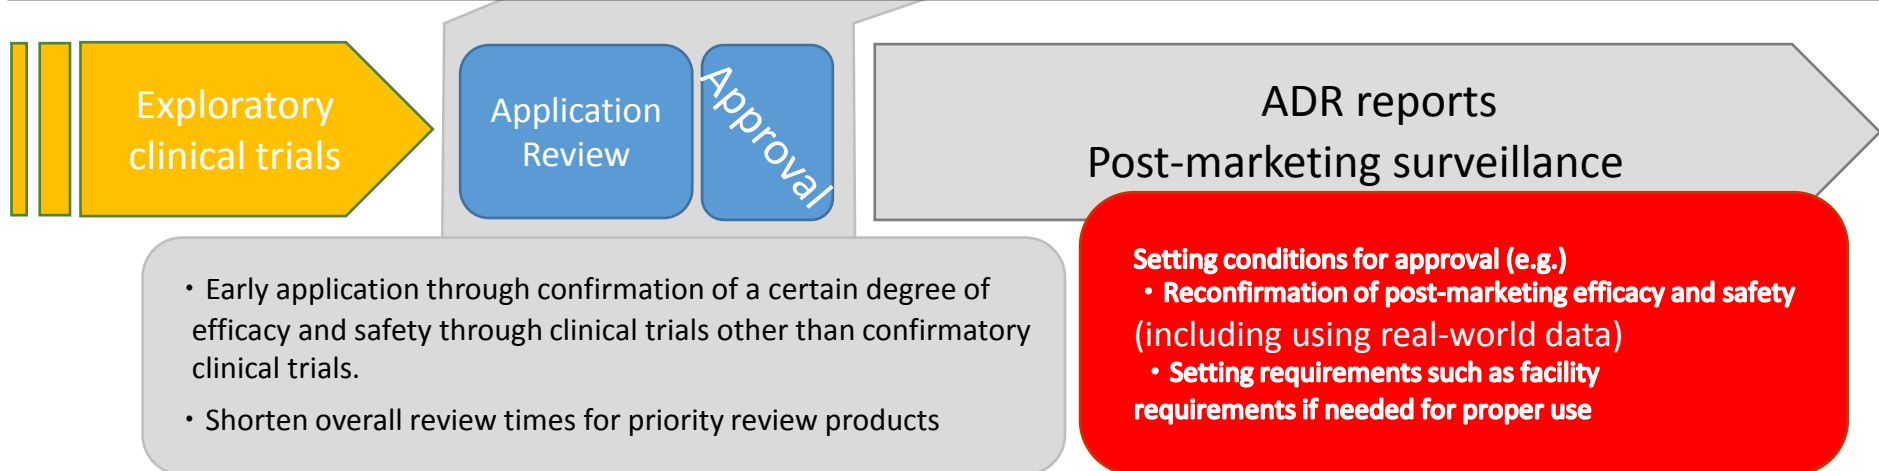 Exploratory
clinical trials
Application
Review
Approval
ADR reports
Post-marketing surveillance
・Early application through confirmation of a certain degree of
efficacy and safety through clinical trials other than confirmatory
clinical trials.
・Shorten overall review times for priority review products
Setting conditions for approval (e.g.)
・Reconfirmation of post-marketing efficacy and safety
(including using real-world data)
・Setting requirements such as facility
requirements if needed for proper use